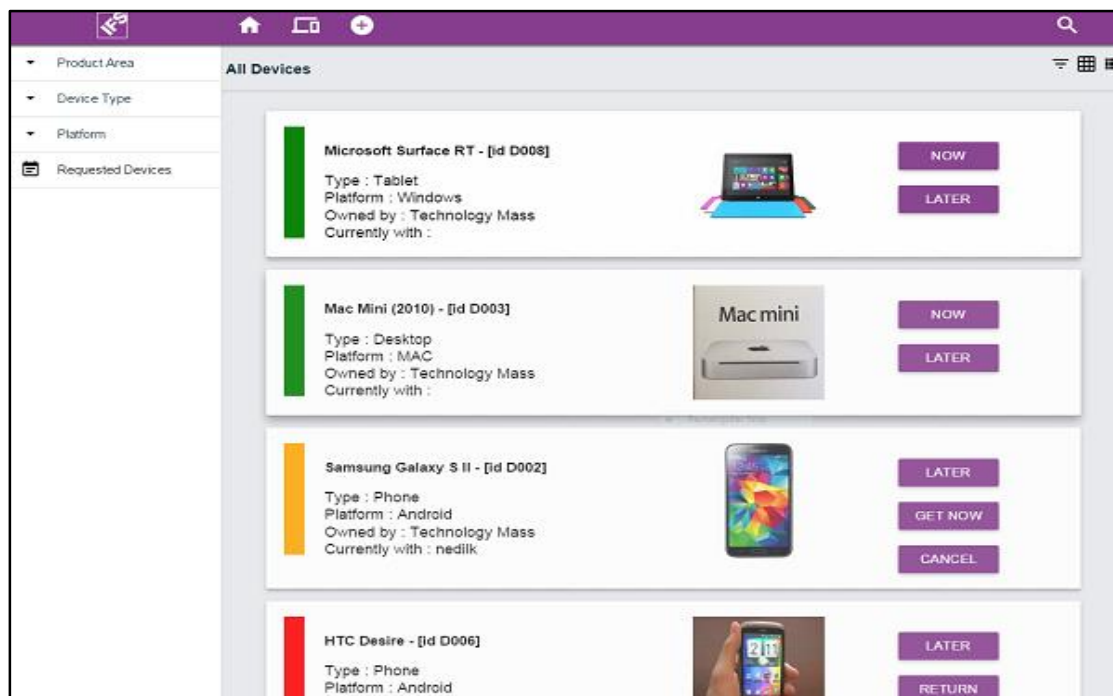 IFS
Product Area
Device Type
Platform
Requested Devices
All Devices
Microsoft Surface RT - [id D008]
Type : Tablet
Platform : Windows
Owned by : Technology Mass
Currently with :
NOW
LATER
Mac Mini (2010) - [id D003]
Type : Desktop
Platform : MAC
Owned by : Technology Mass
Currently with :
Mac mini
NOW
LATER
Samsung Galaxy S II - [id D002]
Type : Phone
Platform : Android
Owned by : Technology Mass
Currently with : nedilk
LATER
GET NOW
CANCEL
HTC Desire - [id D006]
Type : Phone
Platform : Android
LATER
RETURN